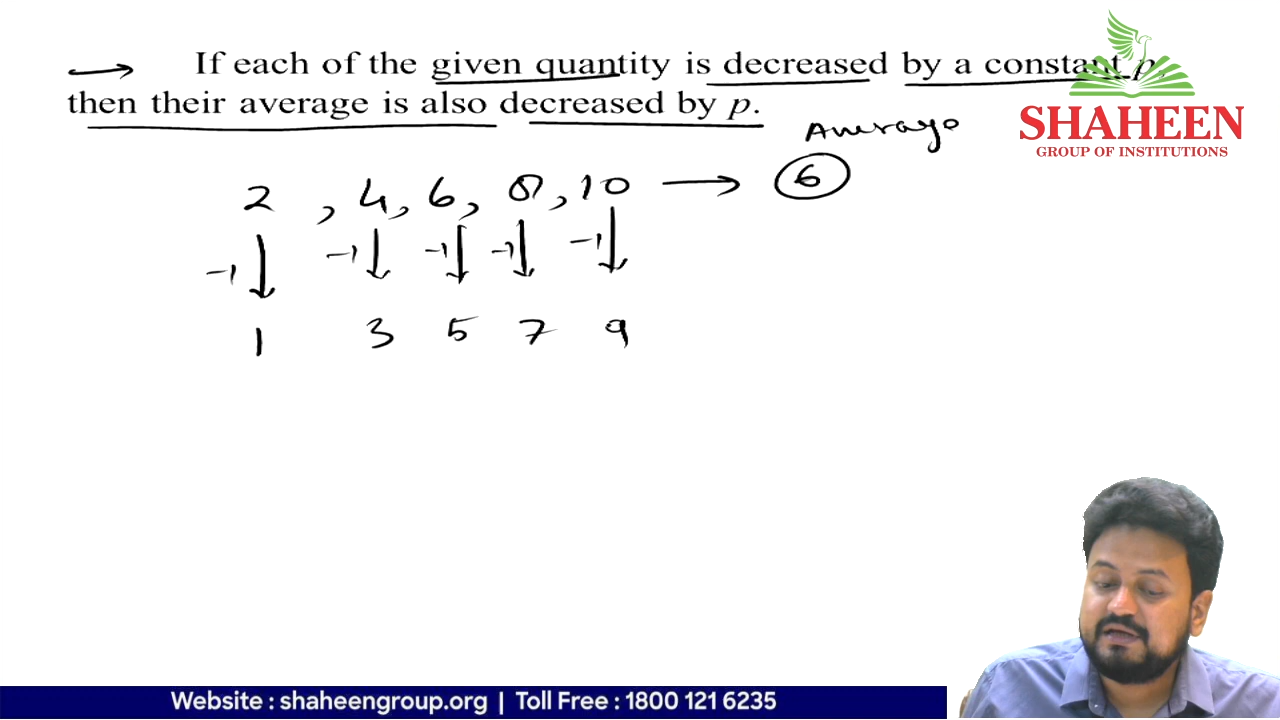 → If each of the given quantity is decreased by a constant p,
then their average is also decreased by p.
SHAHEEN
GROUP OF INSTITUTIONS
Average
2 , 4, 6, 8, 10 → 6
-1 -1 -1 -1 -1
1 3 5 7 9
Website : shaheengroup.org | Toll Free : 1800 121 6235